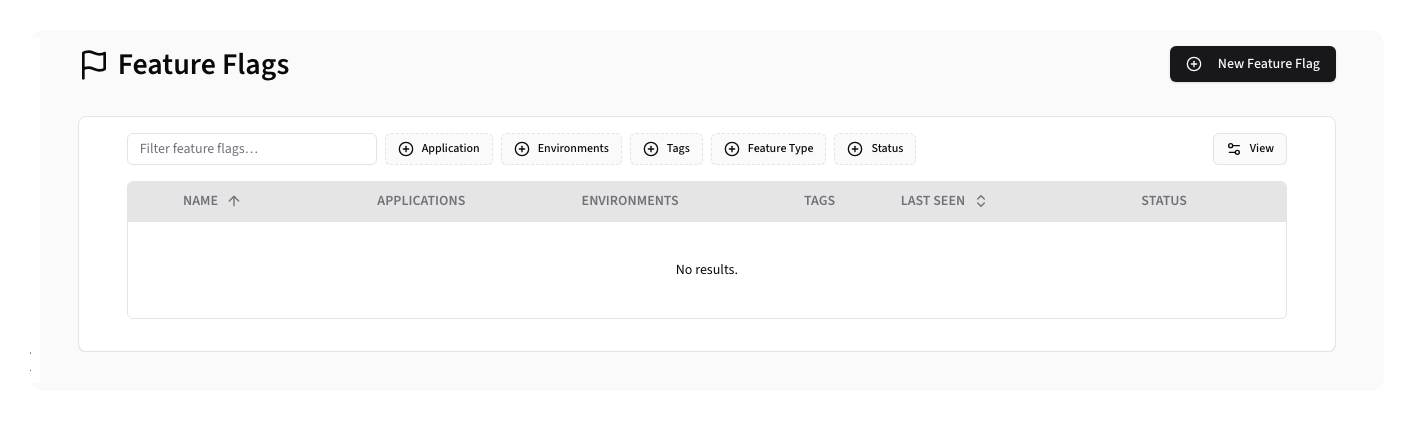 Feature Flags
New Feature Flag
Filter feature flags...
Application
Environments
Tags
Feature Type
Status
View
NAME
APPLICATIONS
ENVIRONMENTS
TAGS
LAST SEEN
STATUS
No results.